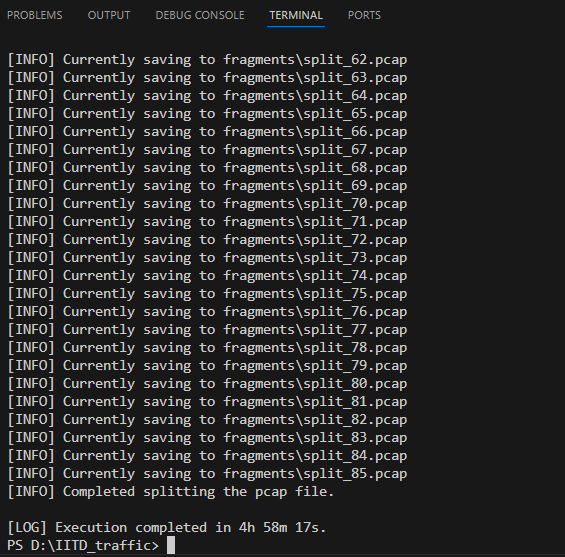 PROBLEMS OUTPUT DEBUG CONSOLE TERMINAL PORTS
[INFO] Currently saving to fragments\split_62.pcap
[INFO] Currently saving to fragments\split_63.pcap
[INFO] Currently saving to fragments\split_64.pcap
[INFO] Currently saving to fragments\split_65.pcap
[INFO] Currently saving to fragments\split_66.pcap
[INFO] Currently saving to fragments\split_67.pcap
[INFO] Currently saving to fragments\split_68.pcap
[INFO] Currently saving to fragments\split_69.pcap
[INFO] Currently saving to fragments\split_70.pcap
[INFO] Currently saving to fragments\split_71.pcap
[INFO] Currently saving to fragments\split_72.pcap
[INFO] Currently saving to fragments\split_73.pcap
[INFO] Currently saving to fragments\split_74.pcap
[INFO] Currently saving to fragments\split_75.pcap
[INFO] Currently saving to fragments\split_76.pcap
[INFO] Currently saving to fragments\split_77.pcap
[INFO] Currently saving to fragments\split_78.pcap
[INFO] Currently saving to fragments\split_79.pcap
[INFO] Currently saving to fragments\split_80.pcap
[INFO] Currently saving to fragments\split_81.pcap
[INFO] Currently saving to fragments\split_82.pcap
[INFO] Currently saving to fragments\split_83.pcap
[INFO] Currently saving to fragments\split_84.pcap
[INFO] Currently saving to fragments\split_85.pcap
[INFO] Completed splitting the pcap file.
[LOG] Execution completed in 4h 58m 17s.
PS D:\IITD_traffic>